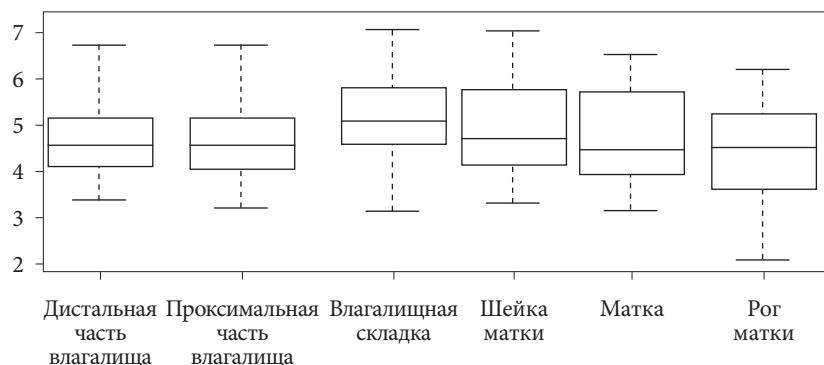 7
6
5
4
3
2
Дистальная часть влагалища
Проксимальная часть влагалища
Влагалищная складка
Шейка матки
Матка
Рог матки